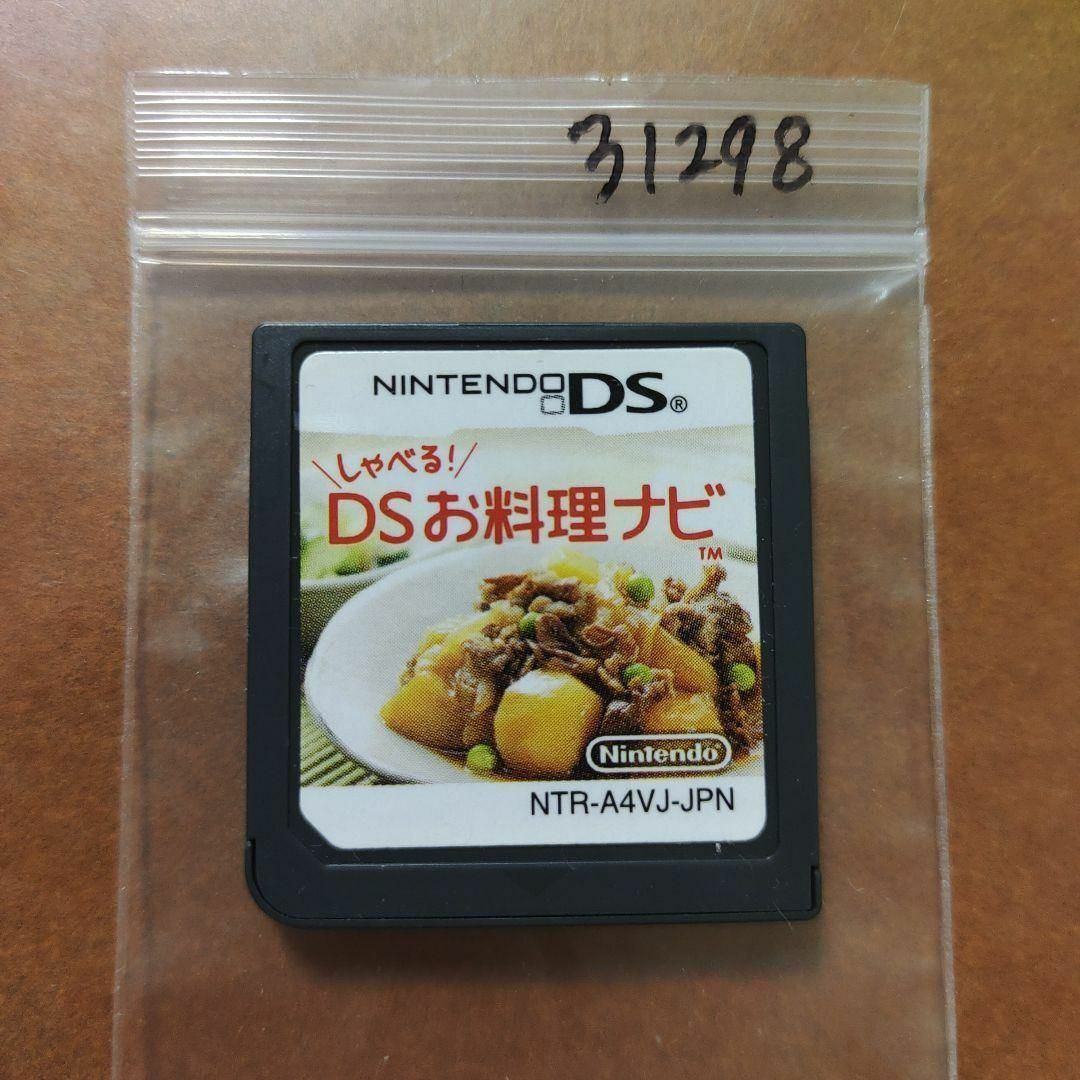 31298
NINTENDO DS®
\しゃべる!/
DSお料理ナビ
TM
Nintendo®
NTR-A4VJ-JPN